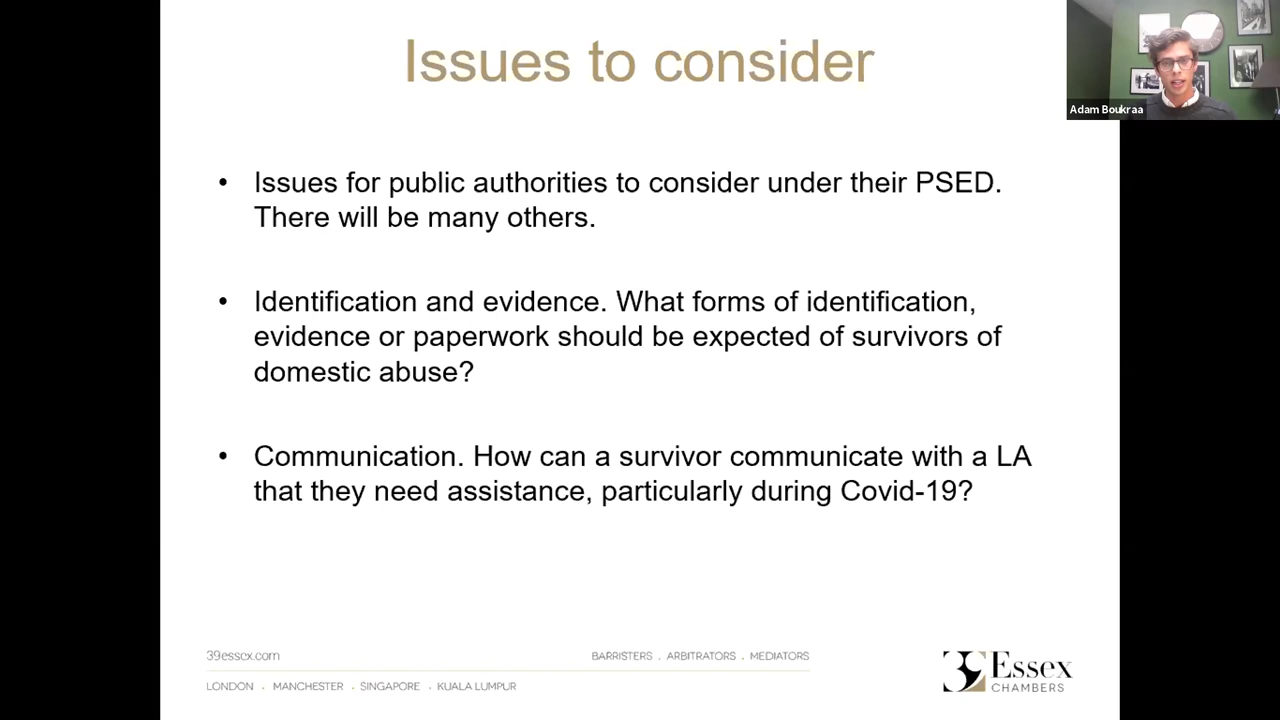 Issues to consider
Adam Boukraa
• Issues for public authorities to consider under their PSED.
There will be many others.
• Identification and evidence. What forms of identification,
evidence or paperwork should be expected of survivors of
domestic abuse?
• Communication. How can a survivor communicate with a LA
that they need assistance, particularly during Covid-19?
39essex.com
BARRISTERS . ARBITRATORS . MEDIATORS
LONDON . MANCHESTER . SINGAPORE . KUALA LUMPUR
39 Essex
CHAMBERS